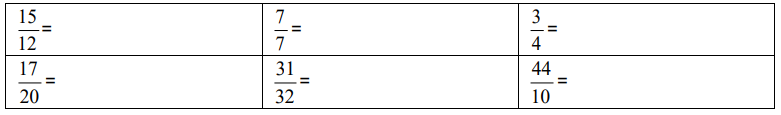 15/12 = 7/7 = 3/4 =
17/20 = 31/32 = 44/10 =